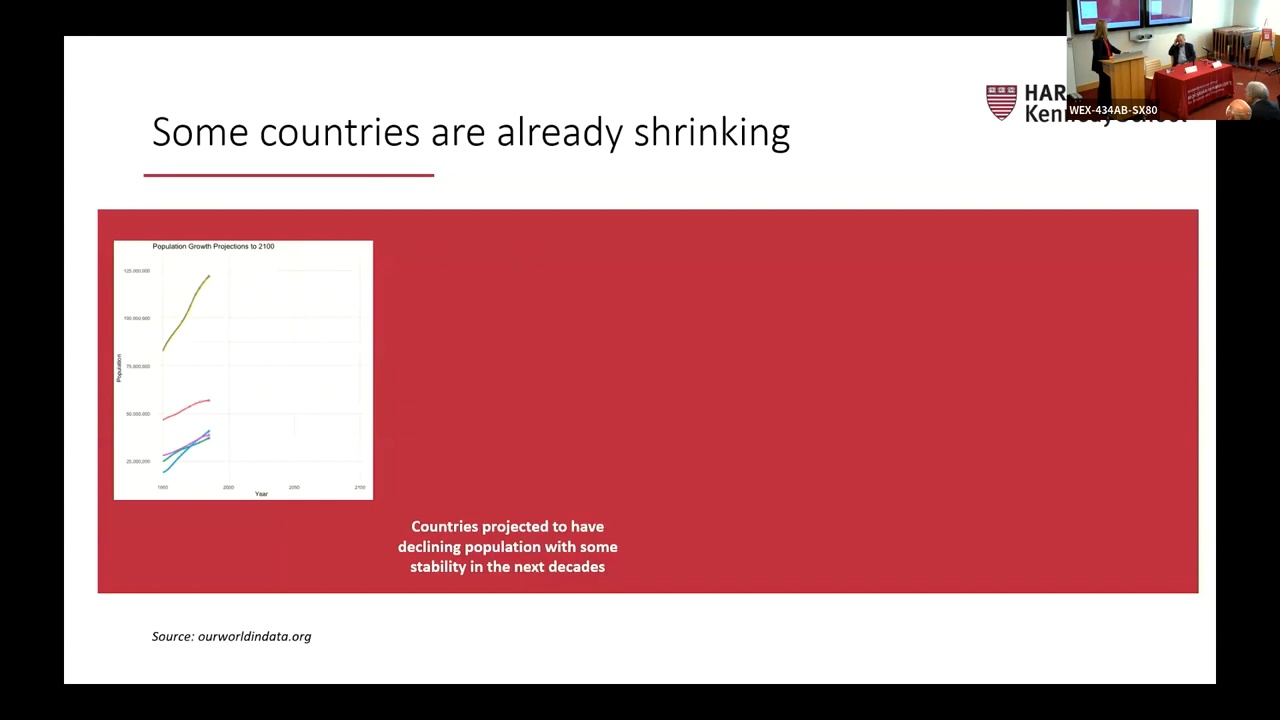 Some countries are already shrinking
HAR
Kennedy School
WEX-434AB-SX80
Population Growth Projections to 2100
125,000,000
100,000,000
75,000,000
50,000,000
25,000,000
Population
1950
2000
2050
2100
Year
Countries projected to have
declining population with some
stability in the next decades
Source: ourworldindata.org